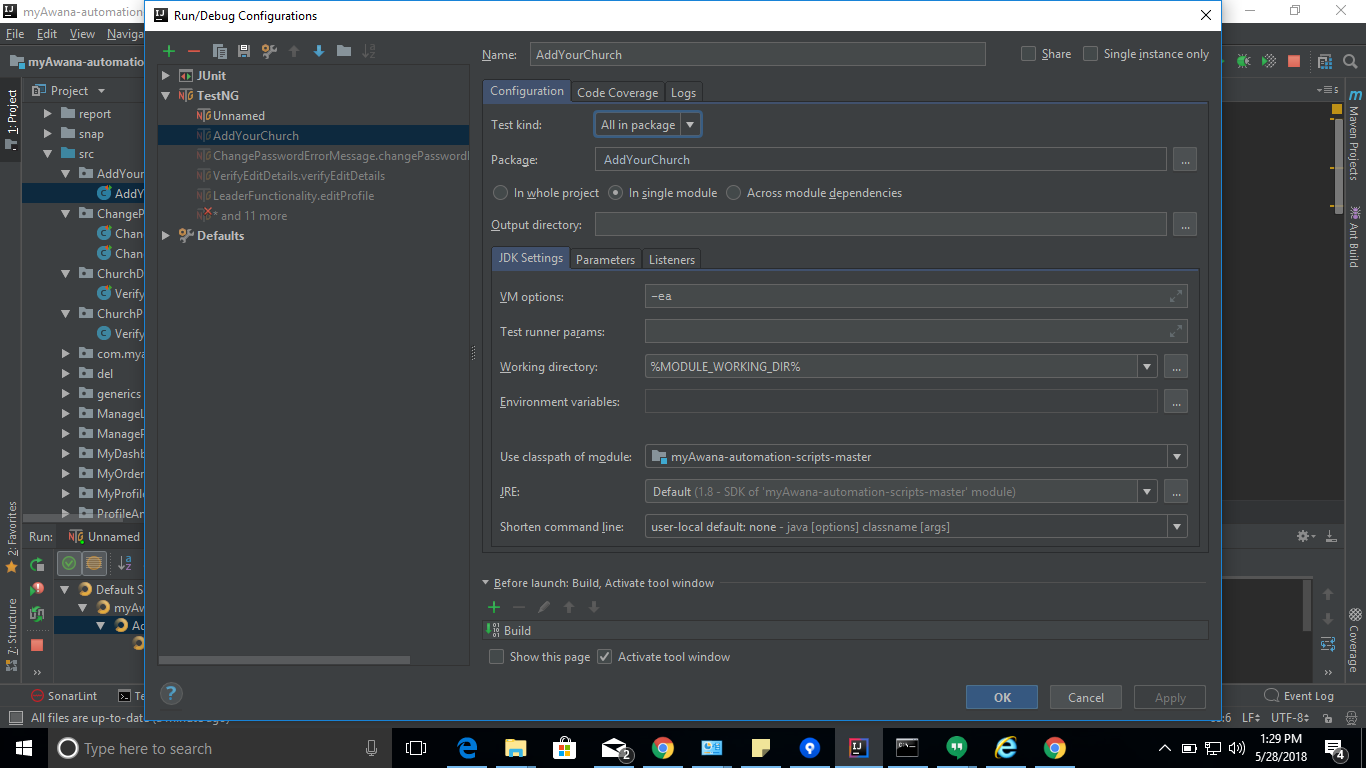 myAwana-automation
Run/Debug Configurations
File Edit View Naviga
myAwana-automatio
Project
report
snap
src
AddYour
AddY
ChangeP
Chan
Chan
ChurchD
Verify
ChurchP
Verify
com.mya
del
generics
ManageL
ManageP
MyDashb
MyOrder
MyProfile
ProfileAn
1: Project
2: Favorites
7: Structure
JUnit
TestNG
Unnamed
AddYourChurch
ChangePasswordErrorMessage.changePasswordE
VerifyEditDetails.verifyEditDetails
LeaderFunctionality.editProfile
* and 11 more
Defaults
Name: AddYourChurch Share Single instance only
Configuration Code Coverage Logs
Test kind: All in package
Package: AddYourChurch ...
In whole project In single module Across module dependencies
Output directory: ...
JDK Settings Parameters Listeners
VM options: -ea
Test runner params:
Working directory: %MODULE_WORKING_DIR% ...
Environment variables: ...
Use classpath of module: myAwana-automation-scripts-master
JRE: Default (1.8 - SDK of 'myAwana-automation-scripts-master' module) ...
Shorten command line: user-local default: none - java [options] classname [args]
Before launch: Build, Activate tool window
Build
Show this page Activate tool window
? OK Cancel Apply
Maven Projects
Ant Build
Coverage
Run: Unnamed
Default S
myAw
Ad
SonarLint Te Event Log
All files are up-to-date
LF UTF-8
Type here to search
2
1:29 PM
5/28/2018
4